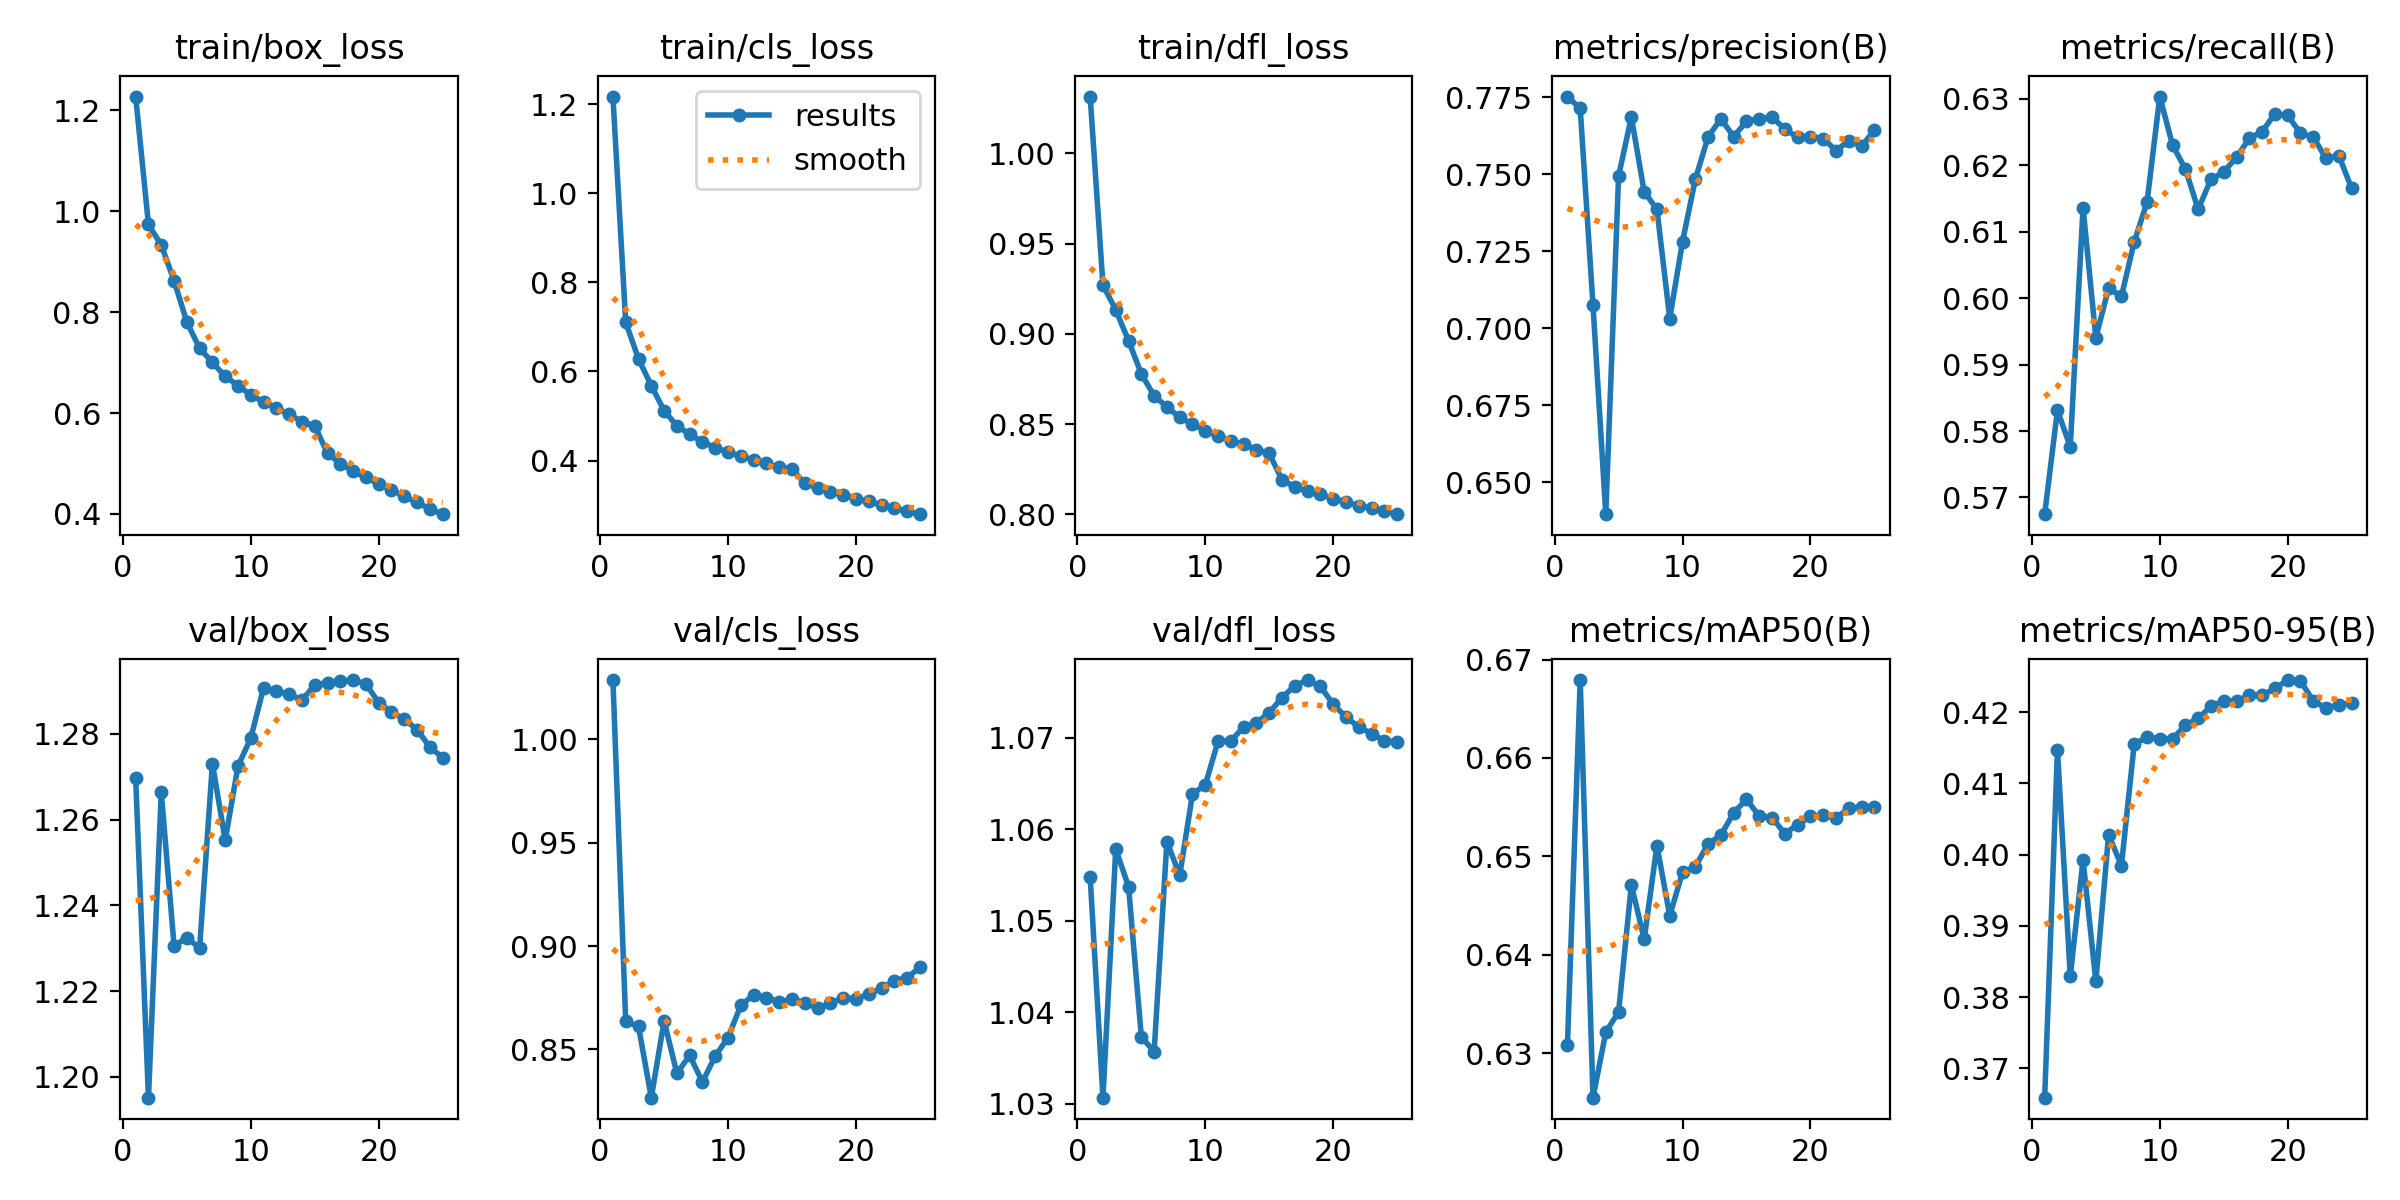 train/box_loss
train/cls_loss
train/dfl_loss
metrics/precision(B)
metrics/recall(B)
1.2
1.0
0.8
0.6
0.4
0 10 20
results
smooth
1.2
1.0
0.8
0.6
0.4
0 10 20
1.00
0.95
0.90
0.85
0.80
0 10 20
0.775
0.750
0.725
0.700
0.675
0.650
0 10 20
0.63
0.62
0.61
0.60
0.59
0.58
0.57
0 10 20
val/box_loss
val/cls_loss
val/dfl_loss
metrics/mAP50(B)
metrics/mAP50-95(B)
1.28
1.26
1.24
1.22
1.20
0 10 20
1.00
0.95
0.90
0.85
0 10 20
1.07
1.06
1.05
1.04
1.03
0 10 20
0.67
0.66
0.65
0.64
0.63
0 10 20
0.42
0.41
0.40
0.39
0.38
0.37
0 10 20